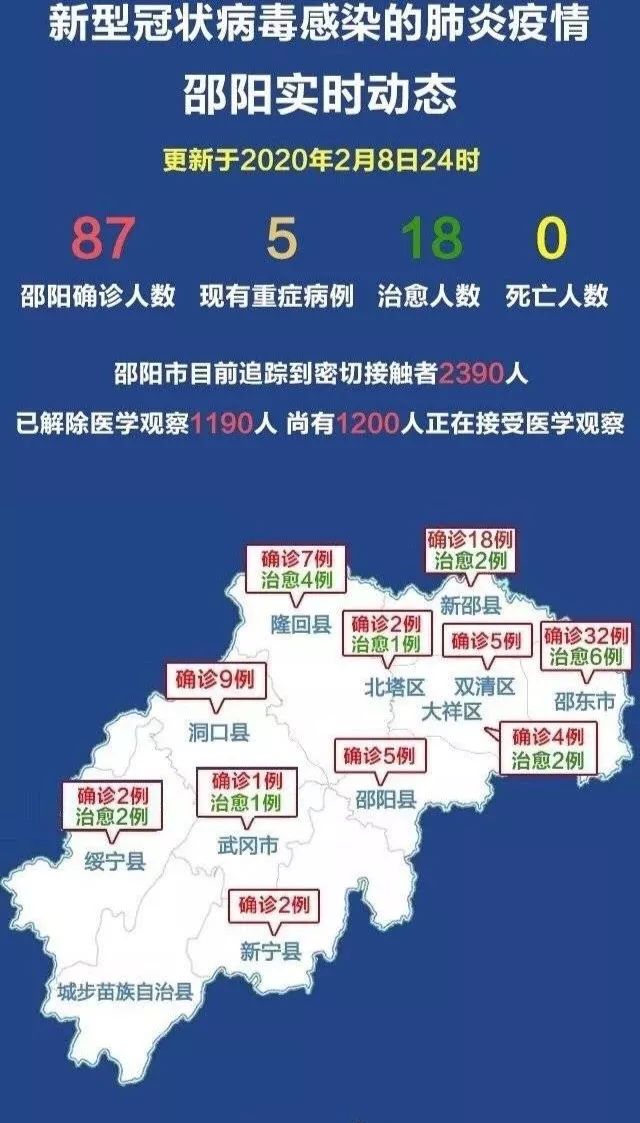 新型冠状病毒感染的肺炎疫情
邵阳实时动态
更新于2020年2月8日24时
87 5 18 0
邵阳确诊人数 现有重症病例 治愈人数 死亡人数
邵阳市目前追踪到密切接触者2390人
已解除医学观察1190人 尚有1200人正在接受医学观察
确诊18例
治愈2例
新邵县
确诊7例
治愈4例
隆回县
确诊2例
治愈1例
北塔区
确诊5例
双清区
确诊32例
治愈6例
邵东市
大祥区
确诊4例
治愈2例
确诊9例
洞口县
确诊5例
邵阳县
确诊2例
治愈2例
绥宁县
确诊1例
治愈1例
武冈市
确诊2例
新宁县
城步苗族自治县